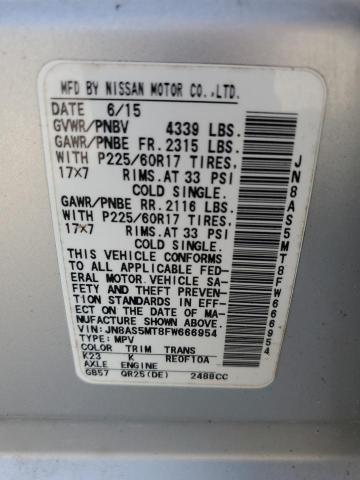 MFD BY NISSAN MOTOR CO.,LTD.
DATE 6/15
GVWR/PNBV 4339 LBS.
GAWR/PNBE FR. 2315 LBS.
WITH P225/60R17 TIRES.
17x7 RIMS.AT 33 PSI
COLD SINGLE.
GAWR/PNBE RR. 2116 LBS.
WITH P225/60R17 TIRES.
17x7 RIMS.AT 33 PSI
COLD SINGLE.
THIS VEHICLE CONFORMS
TO ALL APPLICABLE FED-
ERAL MOTOR VEHICLE SAF-
ETY AND THEFT PREVEN-
TION STANDARDS IN EFF-
ECT ON THE DATE OF MA-
NUFACTURE SHOWN ABOVE.
VIN:JN8AS5MT8FW666954
TYPE:MPV
COLOR TRIM TRANS
K23 K RE0F10A
AXLE ENGINE
GB57 QR25(DE) 2488CC
JN8AS5MT8FW666954